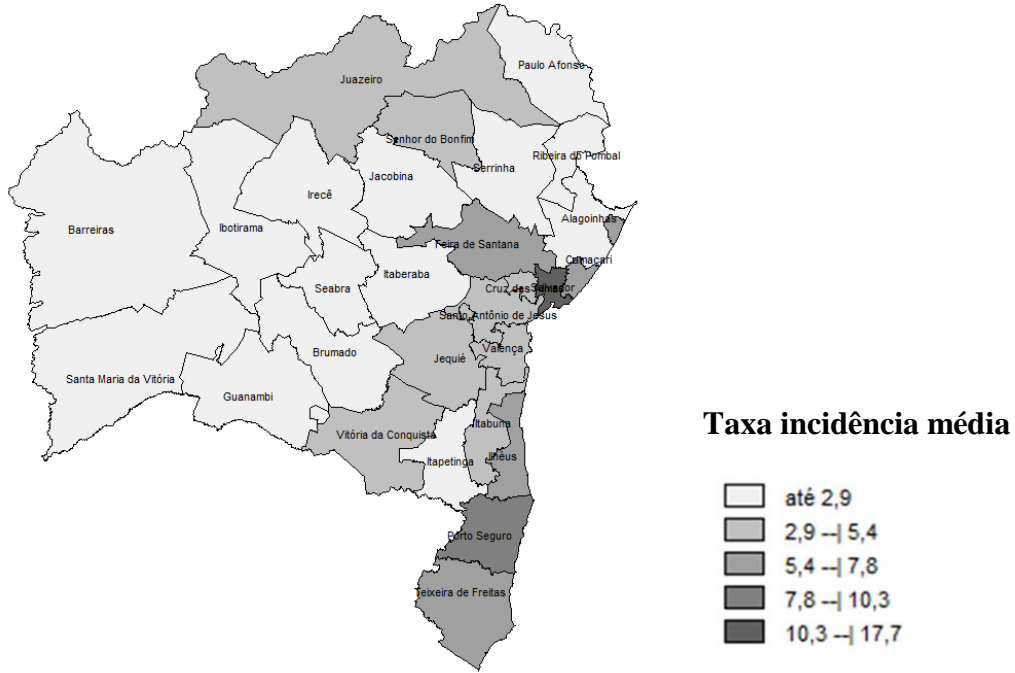 Paulo Afonso
Juazeiro
Senhor do Bonfim
Ribeira do Pombal
Serrinha
Jacobina
Irecê
Alagoinhas
Barreiras
Ibotirama
Feira de Santana
Camaçari
Itaberaba
Seabra
Cruz das
Salvador
Santo Antônio de Jesus
Valença
Brumado
Jequié
Santa Maria da Vitória
Guanambi
Itabuna
Taxa incidência média
Vitória da Conquista
Ilhéus
Itapetinga
até 2,9
2,9 --| 5,4
Porto Seguro
5,4 --| 7,8
Teixeira de Freitas
7,8 --| 10,3
10,3 --| 17,7